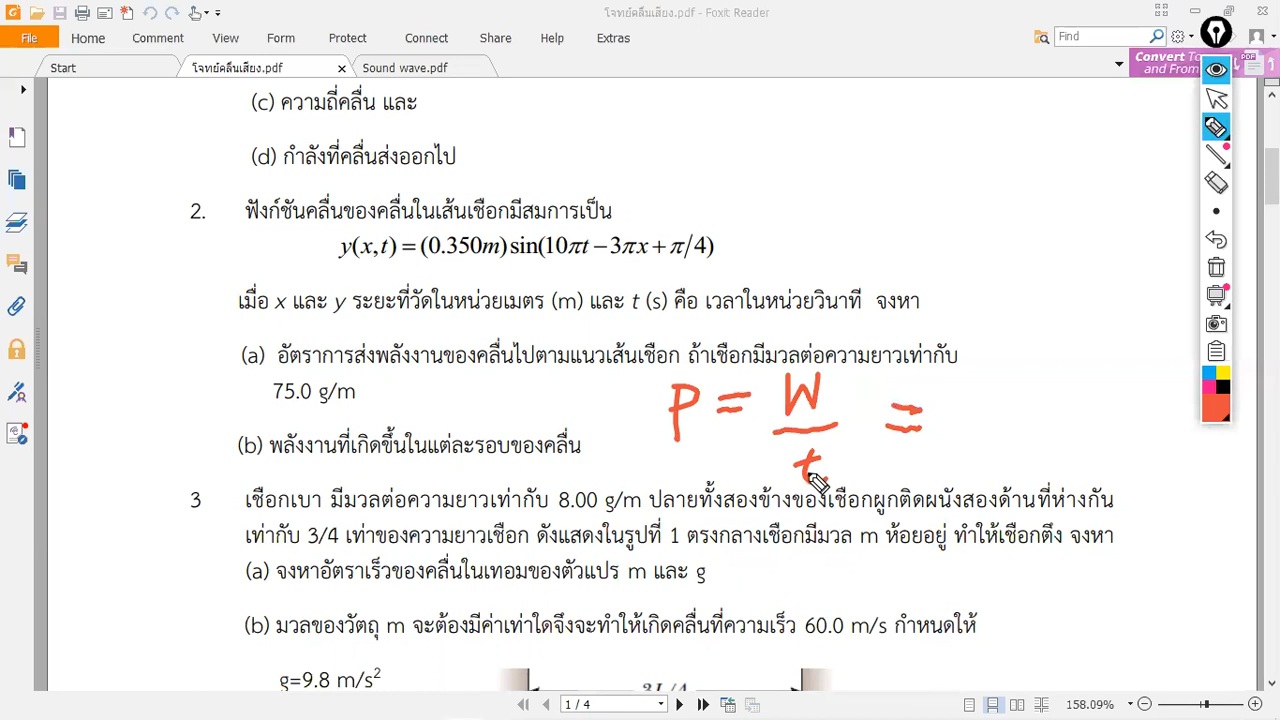 โจทย์คลื่นเสียง.pdf - Foxit Reader
File Home Comment View Form Protect Connect Share Help Extras Find
Start โจทย์คลื่นเสียง.pdf Sound wave.pdf
Convert To
and From
PDF
(c) ความถี่คลื่น และ
(d) กำลังที่คลื่นส่งออกไป
2. ฟังก์ชันคลื่นของคลื่นในเส้นเชือกมีสมการเป็น
y(x,t) = (0.350m) sin(10πt − 3πx + π/4)
เมื่อ x และ y ระยะที่วัดในหน่วยเมตร (m) และ t (s) คือ เวลาในหน่วยวินาที จงหา
(a) อัตราการส่งพลังงานของคลื่นไปตามแนวเส้นเชือก ถ้าเชือกมีมวลต่อความยาวเท่ากับ
75.0 g/m
P = W / t =
(b) พลังงานที่เกิดขึ้นในแต่ละรอบของคลื่น
3 เชือกเบา มีมวลต่อความยาวเท่ากับ 8.00 g/m ปลายทั้งสองข้างของเชือกผูกติดผนังสองด้านที่ห่างกัน
เท่ากับ 3/4 เท่าของความยาวเชือก ดังแสดงในรูปที่ 1 ตรงกลางเชือกมีมวล m ห้อยอยู่ ทำให้เชือกตึง จงหา
(a) จงหาอัตราเร็วของคลื่นในเทอมของตัวแปร m และ g
(b) มวลของวัตถุ m จะต้องมีค่าเท่าใดจึงจะทำให้เกิดคลื่นที่ความเร็ว 60.0 m/s กำหนดให้
g=9.8 m/s²
3L/4
1 / 4
158.09%